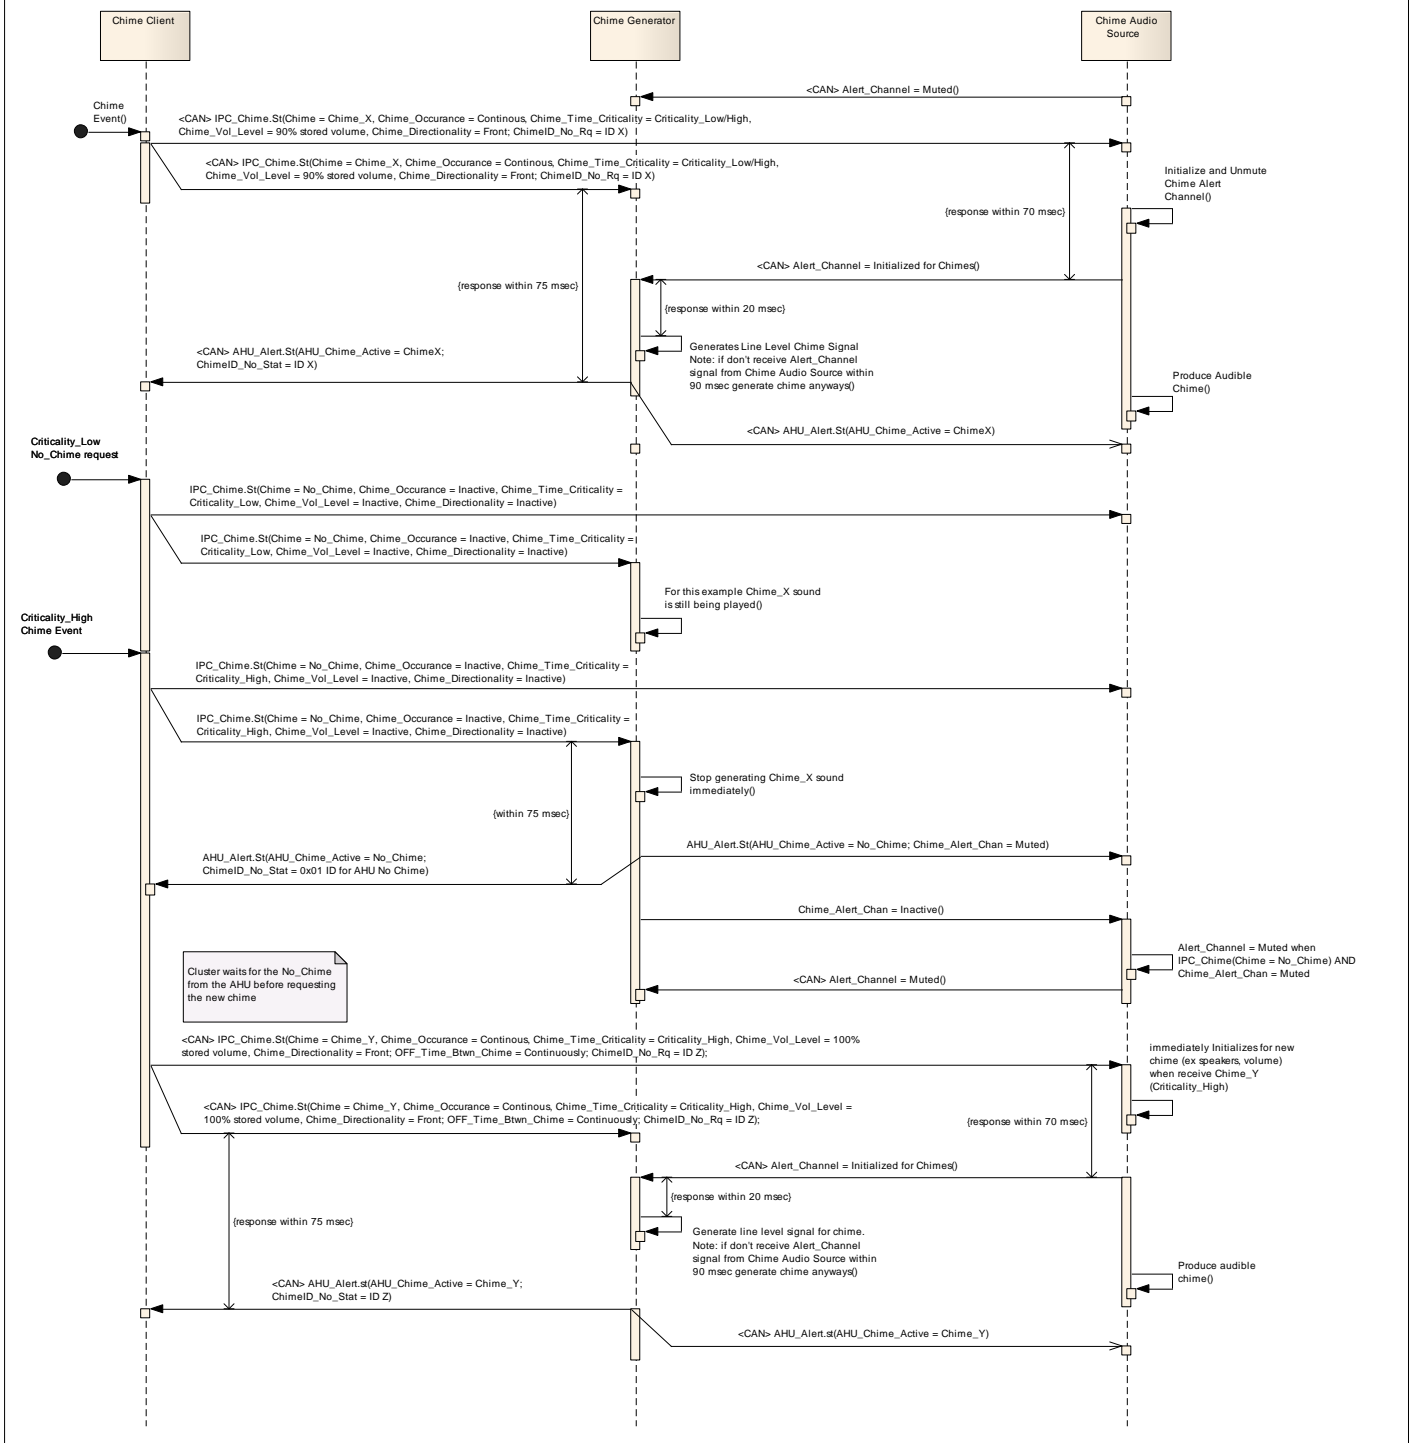 Chime Client
Chime Generator
Chime Audio
Source
<CAN> Alert_Channel = Muted()
Chime
Event()
<CAN> IPC_Chime.St(Chime = Chime_X, Chime_Occurance = Continous, Chime_Time_Criticality = Criticality_Low/High,
Chime_Vol_Level = 90% stored volume, Chime_Directionality = Front; ChimeID_No_Rq = ID X)
<CAN> IPC_Chime.St(Chime = Chime_X, Chime_Occurance = Continous, Chime_Time_Criticality = Criticality_Low/High,
Chime_Vol_Level = 90% stored volume, Chime_Directionality = Front; ChimeID_No_Rq = ID X)
Initialize and Unmute
Chime Alert
Channel()
{response within 70 msec}
<CAN> Alert_Channel = Initialized for Chimes()
{response within 75 msec}
{response within 20 msec}
Generates Line Level Chime Signal
Note: if don't receive Alert_Channel
signal from Chime Audio Source within
90 msec generate chime anyways()
<CAN> AHU_Alert.St(AHU_Chime_Active = ChimeX;
ChimeID_No_Stat = ID X)
Produce Audible
Chime()
<CAN> AHU_Alert.St(AHU_Chime_Active = ChimeX)
Criticality_Low
No_Chime request
IPC_Chime.St(Chime = No_Chime, Chime_Occurance = Inactive, Chime_Time_Criticality =
Criticality_Low, Chime_Vol_Level = Inactive, Chime_Directionality = Inactive)
IPC_Chime.St(Chime = No_Chime, Chime_Occurance = Inactive, Chime_Time_Criticality =
Criticality_Low, Chime_Vol_Level = Inactive, Chime_Directionality = Inactive)
For this example Chime_X sound
is still being played()
Criticality_High
Chime Event
IPC_Chime.St(Chime = No_Chime, Chime_Occurance = Inactive, Chime_Time_Criticality =
Criticality_High, Chime_Vol_Level = Inactive, Chime_Directionality = Inactive)
IPC_Chime.St(Chime = No_Chime, Chime_Occurance = Inactive, Chime_Time_Criticality =
Criticality_High, Chime_Vol_Level = Inactive, Chime_Directionality = Inactive)
Stop generating Chime_X sound
immediately()
{within 75 msec}
AHU_Alert.St(AHU_Chime_Active = No_Chime; Chime_Alert_Chan = Muted)
AHU_Alert.St(AHU_Chime_Active = No_Chime;
ChimeID_No_Stat = 0x01 ID for AHU No Chime)
Chime_Alert_Chan = Inactive()
Alert_Channel = Muted when
IPC_Chime(Chime = No_Chime) AND
Chime_Alert_Chan = Muted
<CAN> Alert_Channel = Muted()
Cluster waits for the No_Chime
from the AHU before requesting
the new chime
<CAN> IPC_Chime.St(Chime = Chime_Y, Chime_Occurance = Continous, Chime_Time_Criticality = Criticality_High, Chime_Vol_Level = 100%
stored volume, Chime_Directionality = Front; OFF_Time_Btwn_Chime = Continuously; ChimeID_No_Rq = ID Z);
immediately Initializes for new
chime (ex speakers, volume)
when receive Chime_Y
(Criticality_High)
<CAN> IPC_Chime.St(Chime = Chime_Y, Chime_Occurance = Continous, Chime_Time_Criticality = Criticality_High, Chime_Vol_Level =
100% stored volume, Chime_Directionality = Front; OFF_Time_Btwn_Chime = Continuously; ChimeID_No_Rq = ID Z);
{response within 70 msec}
<CAN> Alert_Channel = Initialized for Chimes()
{response within 20 msec}
{response within 75 msec}
Generate line level signal for chime.
Note: if don't receive Alert_Channel
signal from Chime Audio Source within
90 msec generate chime anyways()
Produce audible
chime()
<CAN> AHU_Alert.st(AHU_Chime_Active = Chime_Y;
ChimeID_No_Stat = ID Z)
<CAN> AHU_Alert.st(AHU_Chime_Active = Chime_Y)